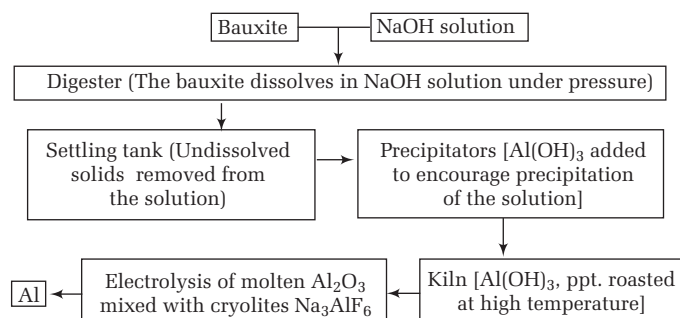 Bauxite
NaOH solution
Digester (The bauxite dissolves in NaOH solution under pressure)
Settling tank (Undissolved
solids removed from
the solution)
Precipitators [Al(OH)₃ added
to encourage precipitation
of the solution]
Kiln [Al(OH)₃, ppt. roasted
at high temperature]
Electrolysis of molten Al₂O₃
mixed with cryolites Na₃AlF₆
Al